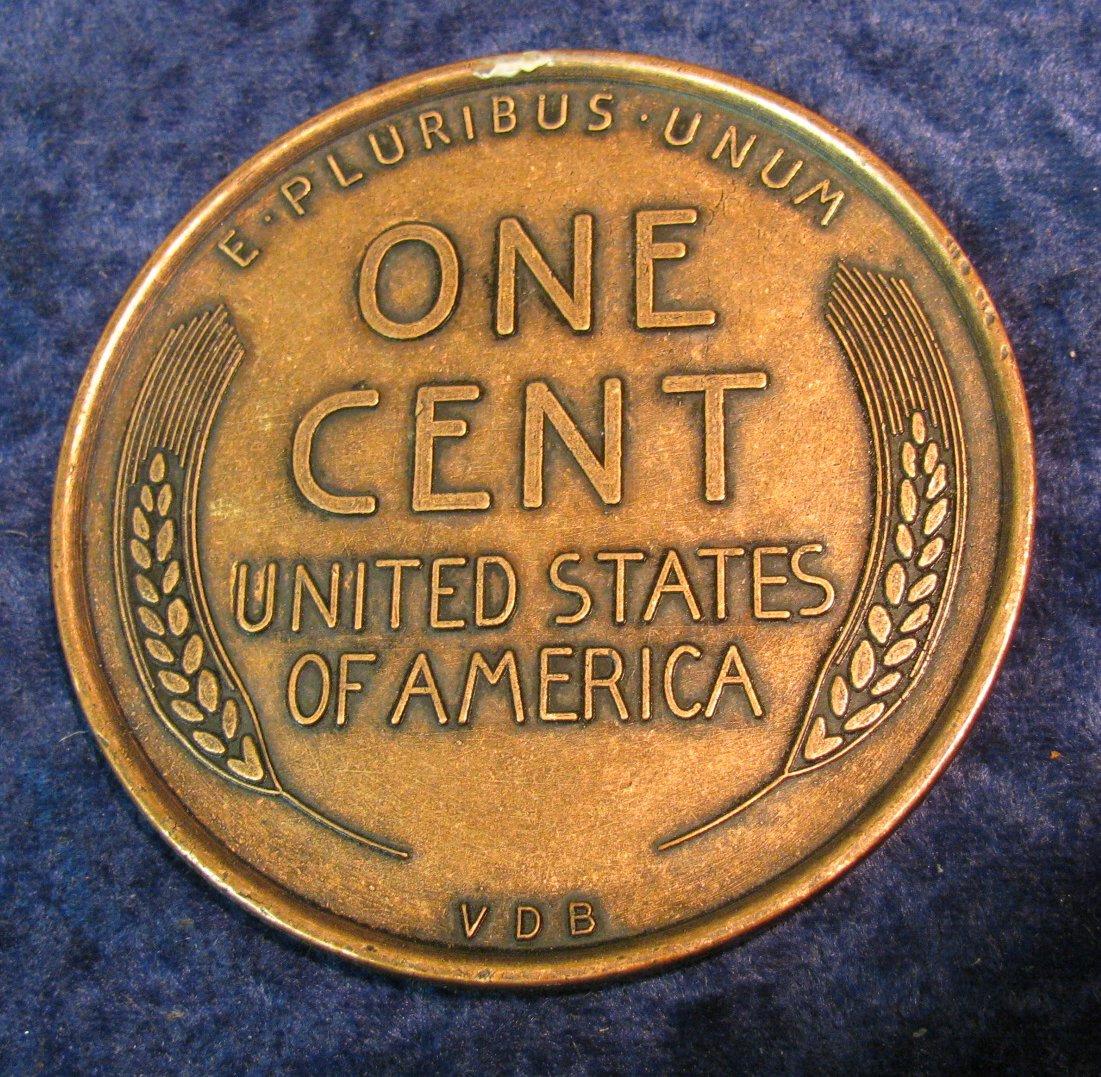 E · PLURIBUS · UNUM
ONE
CENT
UNITED STATES
OF AMERICA
VDB